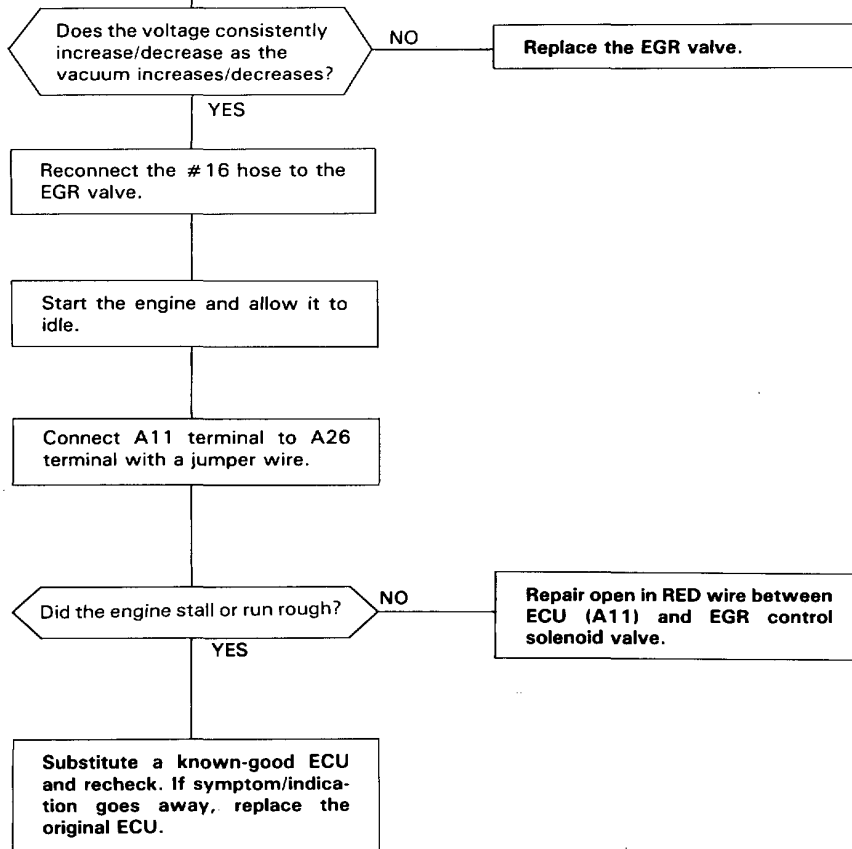 Does the voltage consistently
increase/decrease as the
vacuum increases/decreases?
NO
Replace the EGR valve.
YES
Reconnect the #16 hose to the
EGR valve.
Start the engine and allow it to
idle.
Connect A11 terminal to A26
terminal with a jumper wire.
Did the engine stall or run rough?
NO
Repair open in RED wire between
ECU (A11) and EGR control
solenoid valve.
YES
Substitute a known-good ECU
and recheck. If symptom/indica-
tion goes away, replace the
original ECU.